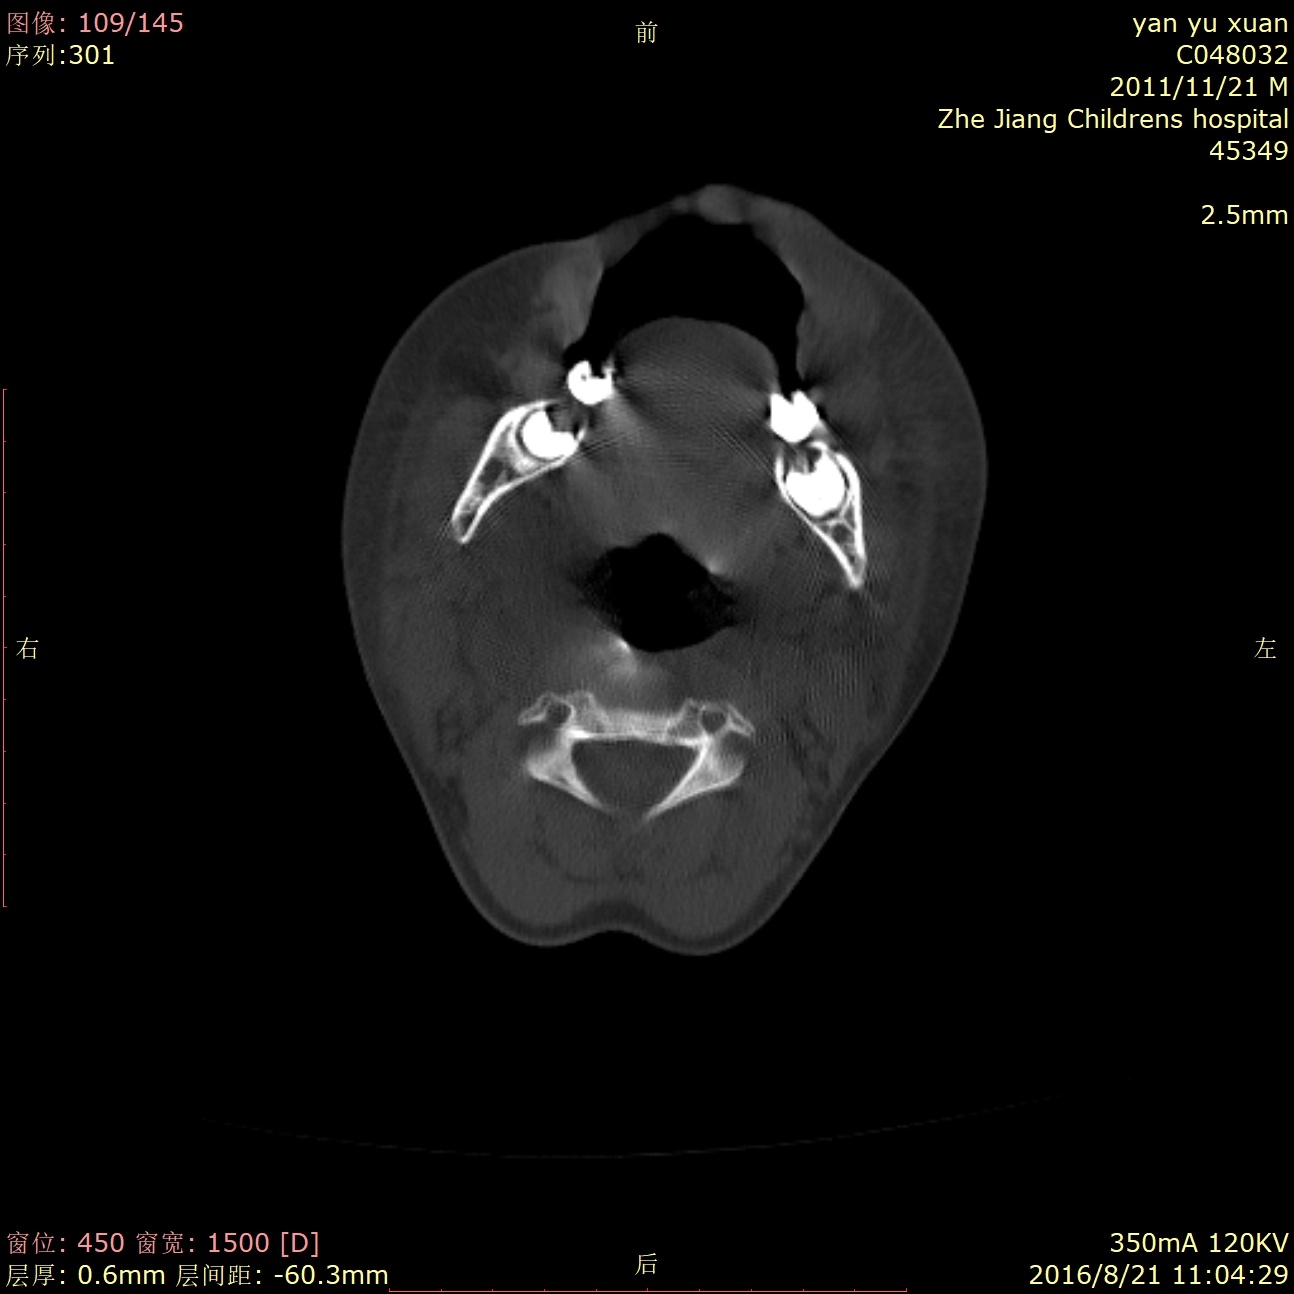 图像: 109/145
序列:301
前
yan yu xuan
C048032
2011/11/21 M
Zhe Jiang Childrens hospital
45349
2.5mm
右
左
窗位: 450 窗宽: 1500 [D]
层厚: 0.6mm 层间距: -60.3mm
后
350mA 120KV
2016/8/21 11:04:29